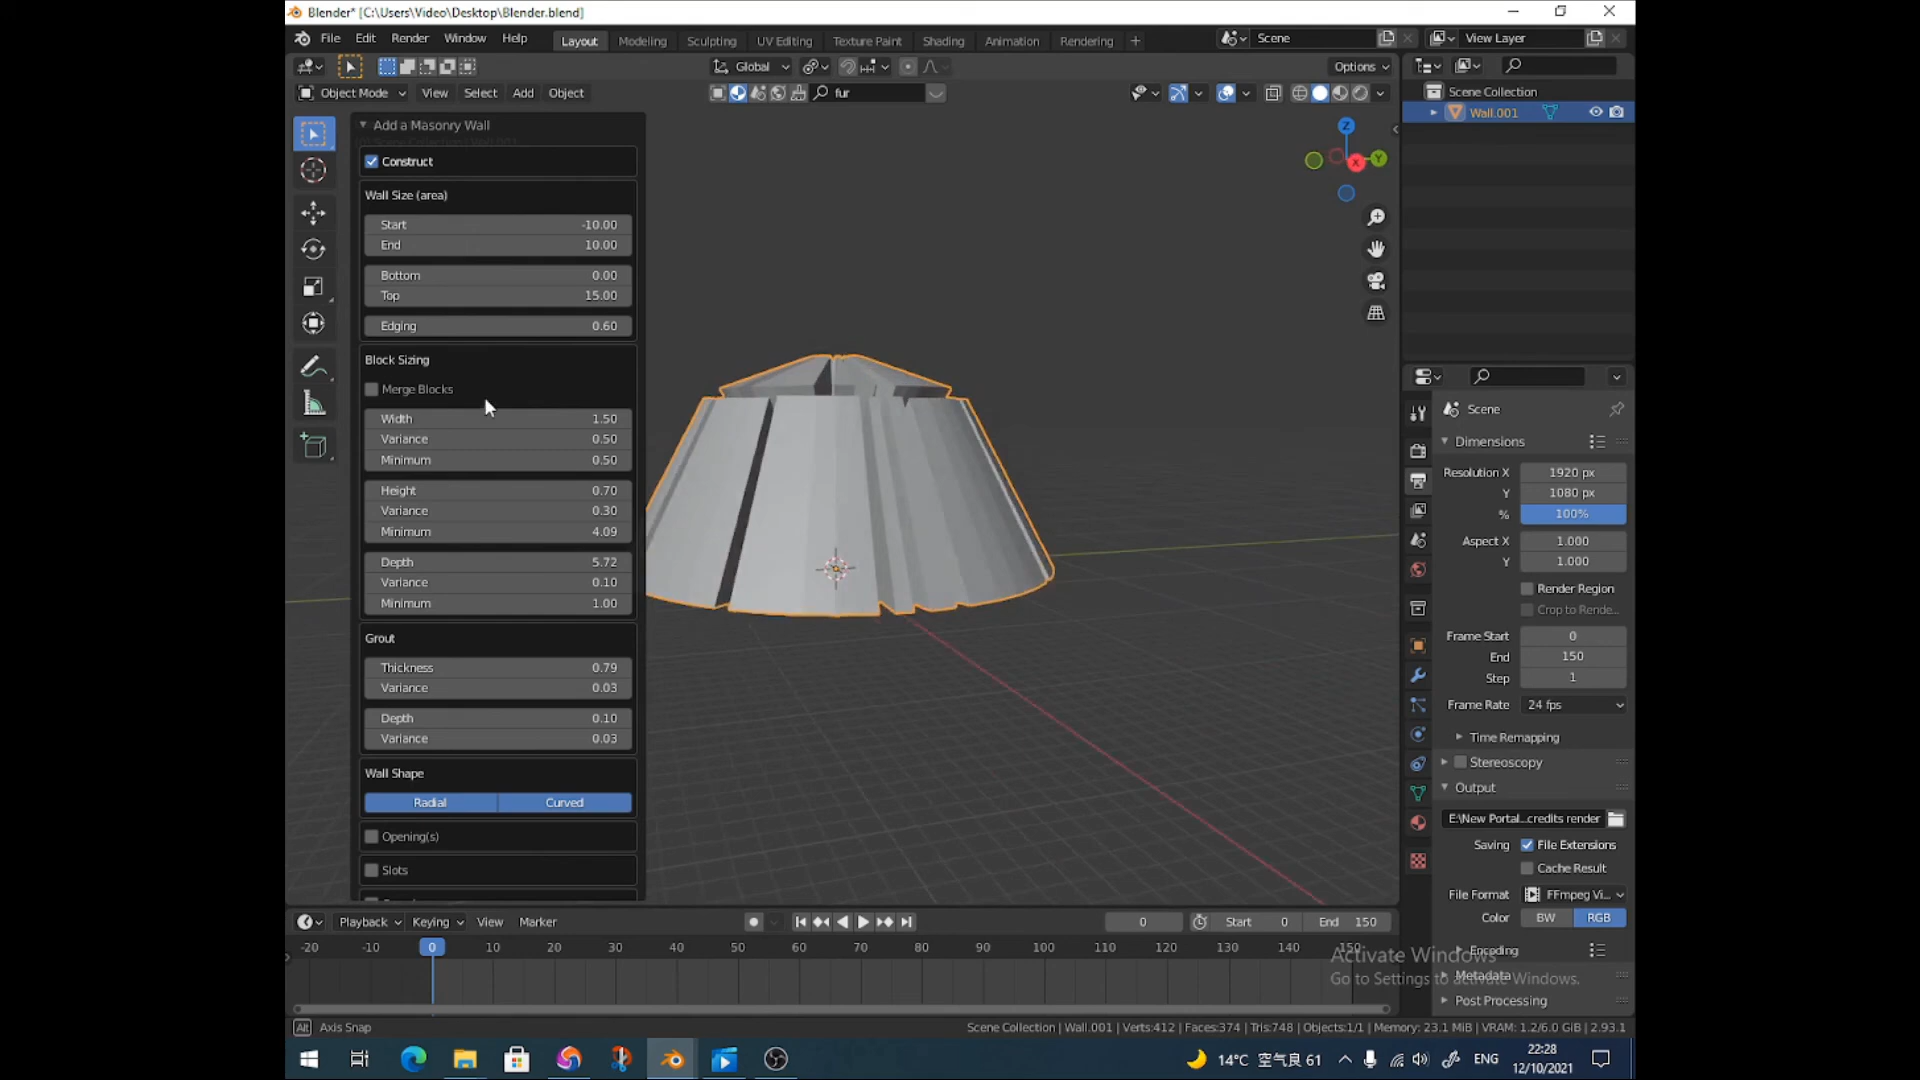 Blender* [C:\Users\Video\Desktop\Blender.blend]
File Edit Render Window Help Layout Modeling Sculpting UV Editing Texture Paint Shading Animation Rendering + Scene View Layer
Global Options
Object Mode View Select Add Object fur
Scene Collection
Wall.001
Add a Masonry Wall
Construct
Wall Size (area)
Start -10.00
End 10.00
Bottom 0.00
Top 15.00
Edging 0.60
Block Sizing
Merge Blocks
Width 1.50
Variance 0.50
Minimum 0.50
Height 0.70
Variance 0.30
Minimum 4.09
Depth 5.72
Variance 0.10
Minimum 1.00
Grout
Thickness 0.79
Variance 0.03
Depth 0.10
Variance 0.03
Wall Shape
Radial Curved
Opening(s)
Slots
Z
X Y
Scene
Dimensions
Resolution X 1920 px
Y 1080 px
% 100%
Aspect X 1.000
Y 1.000
Render Region
Crop to Rende...
Frame Start 0
End 150
Step 1
Frame Rate 24 fps
Time Remapping
Stereoscopy
Output
E:\New Portal...credits render
Saving File Extensions
Cache Result
File Format FFmpeg Vi...
Color BW RGB
Encoding
Metadata
Post Processing
Activate Windows
Go to Settings to activate Windows.
Playback Keying View Marker 0 Start 0 End 150
-20 -10 0 10 20 30 40 50 60 70 80 90 100 110 120 130 140 150
Alt Axis Snap
Scene Collection | Wall.001 | Verts:412 | Faces:374 | Tris:748 | Objects:1/1 | Memory: 23.1 MiB | VRAM: 1.2/6.0 GiB | 2.93.1
14°C 空气良 61 ENG 22:28
12/10/2021